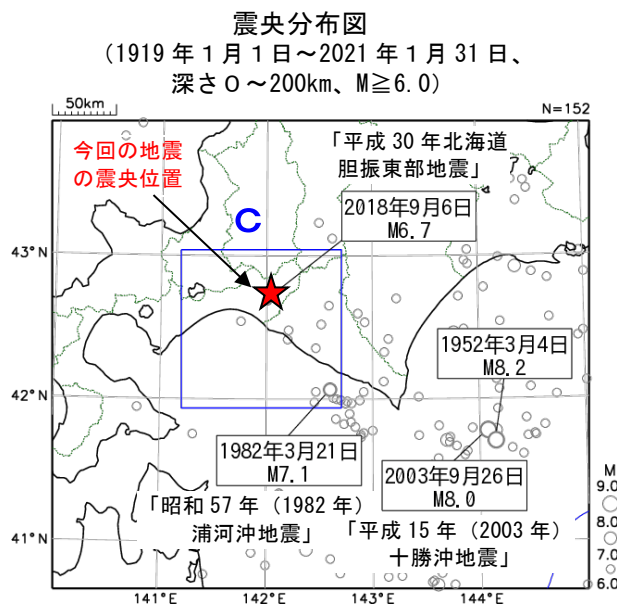 震央分布図
(1919年1月1日～2021年1月31日、
深さ0～200km、M≧6.0)
50km
N=152
今回の地震
の震央位置
「平成30年北海道
胆振東部地震」
C
2018年9月6日
M6.7
43°N
1952年3月4日
M8.2
42°N
1982年3月21日
M7.1
2003年9月26日
M8.0
「昭和57年（1982年）
浦河沖地震」
「平成15年（2003年）
十勝沖地震」
41°N
M
9.0
8.0
7.0
6.0
141°E
142°E
143°E
144°E